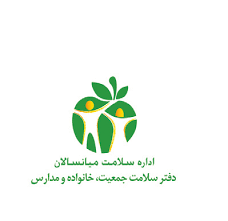 اداره سلامت میانسالان
دفتر سلامت جمعیت، خانواده و مدارس